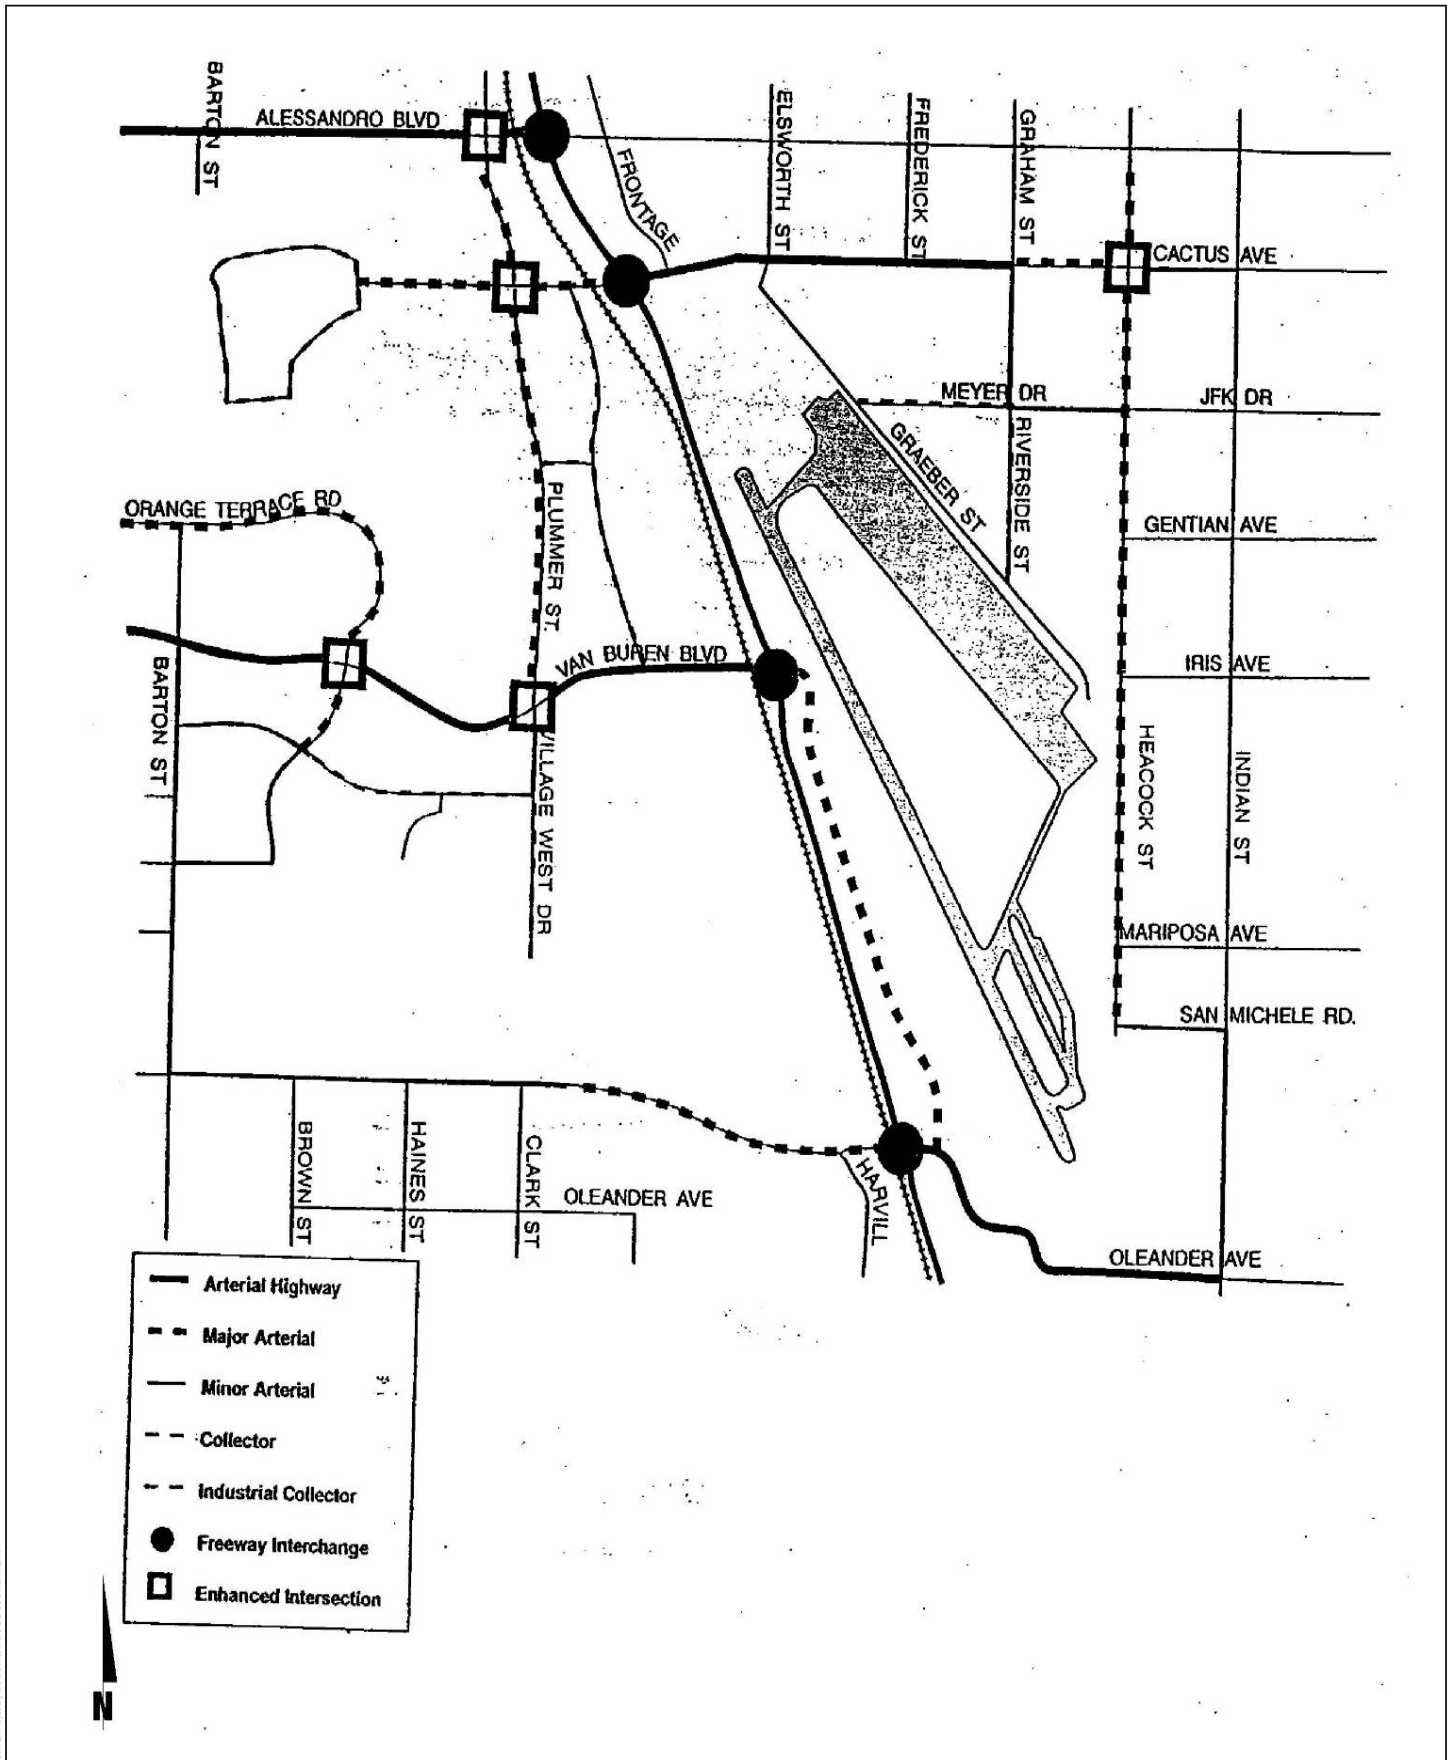 BARTON ST
ALESSANDRO BLVD
FRONTAGE
ELSWORTH ST
FREDERICK ST
GRAHAM ST
CACTUS AVE
MEYER DR
JFK DR
GRAEBER ST
RIVERSIDE ST
ORANGE TERRACE RD
PLUMMER ST.
GENTIAN AVE
VAN BUREN BLVD
IRIS AVE
BARTON ST
VILLAGE WEST DR
HEACOCK ST
INDIAN ST
MARIPOSA AVE
SAN MICHELE RD.
BROWN ST
HAINES ST
CLARK ST
OLEANDER AVE
HARVILL
OLEANDER AVE
Arterial Highway
Major Arterial
Minor Arterial
Collector
Industrial Collector
Freeway Interchange
Enhanced Intersection
N